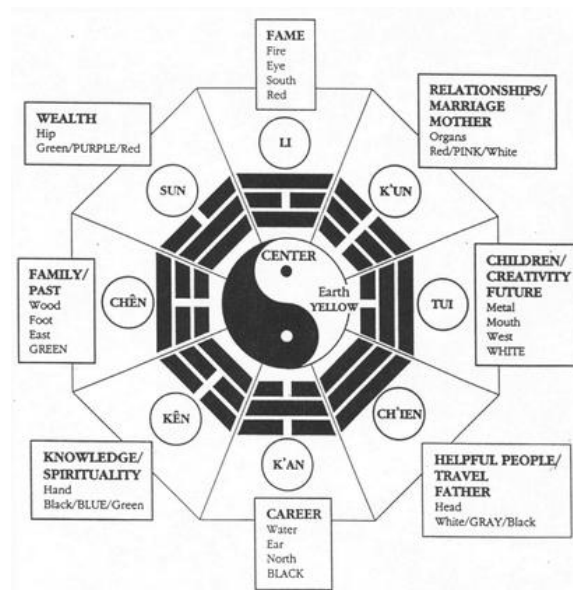 FAME
Fire
Eye
South
Red
RELATIONSHIPS/
MARRIAGE
MOTHER
Organs
Red/PINK/White
WEALTH
Hip
Green/PURPLE/Red
LI
SUN
K'UN
CENTER
Earth
YELLOW
FAMILY/
PAST
Wood
Foot
East
GREEN
CHÊN
TUI
CHILDREN/
CREATIVITY
FUTURE
Metal
Mouth
West
WHITE
KÊN
CH'IEN
K'AN
KNOWLEDGE/
SPIRITUALITY
Hand
Black/BLUE/Green
HELPFUL PEOPLE/
TRAVEL
FATHER
Head
White/GRAY/Black
CAREER
Water
Ear
North
BLACK